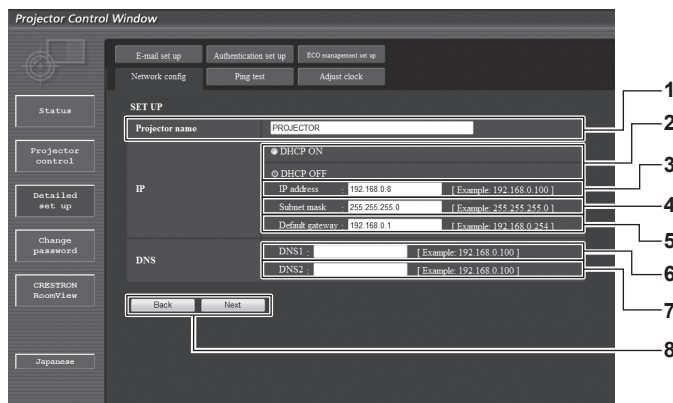 Projector Control Window
E-mail set up
Authentication set up
ECO management set up
Network config
Ping test
Adjust clock
Status
Projector control
Detailed set up
Change password
CRESTRON RoomView
Japanese
SET UP
Projector name PROJECTOR
IP
DHCP ON
DHCP OFF
IP address : 192.168.0.8 [ Example: 192.168.0.100 ]
Subnet mask : 255.255.255.0 [ Example: 255.255.255.0 ]
Default gateway : 192.168.0.1 [ Example: 192.168.0.254 ]
DNS
DNS1 : [ Example: 192.168.0.100 ]
DNS2 : [ Example: 192.168.0.100 ]
Back Next
1
2
3
4
5
6
7
8